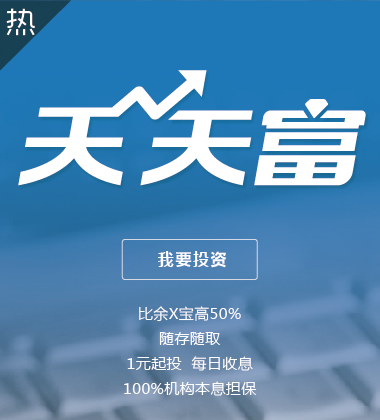 热
天天富
我要投资
比余X宝高50%
随存随取
1元起投 每日收息
100%机构本息担保